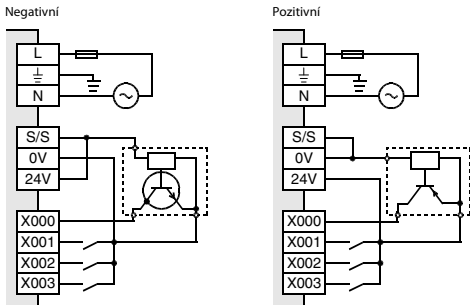 Negativní
L
N
S/S
0V
24V
X000
X001
X002
X003
Pozitivní
L
N
S/S
0V
24V
X000
X001
X002
X003